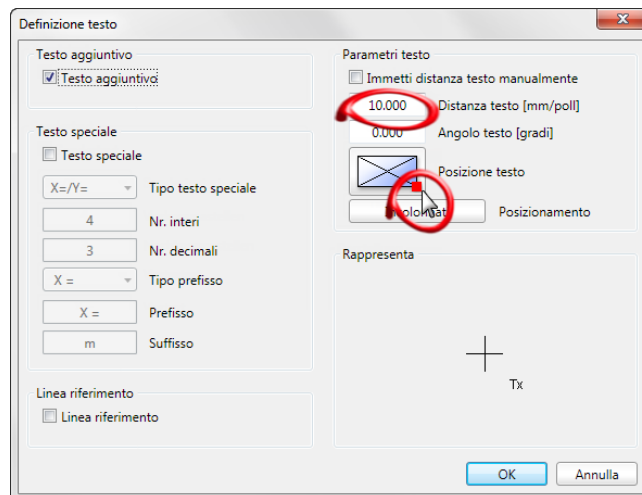 Definizione testo
Testo aggiuntivo
Testo aggiuntivo
Testo speciale
Testo speciale
X=/Y= Tipo testo speciale
4 Nr. interi
3 Nr. decimali
X = Tipo prefisso
X = Prefisso
m Suffisso
Linea riferimento
Linea riferimento
Parametri testo
Immetti distanza testo manualmente
10.000 Distanza testo [mm/poll]
0.000 Angolo testo [gradi]
Posizione testo
Posizionamento
Rappresenta
Tx
OK Annulla